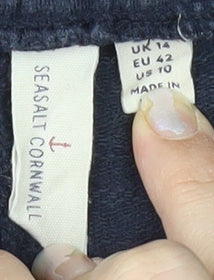 SEASALT CORNWALL
UK 14
EU 42
US 10
MADE IN